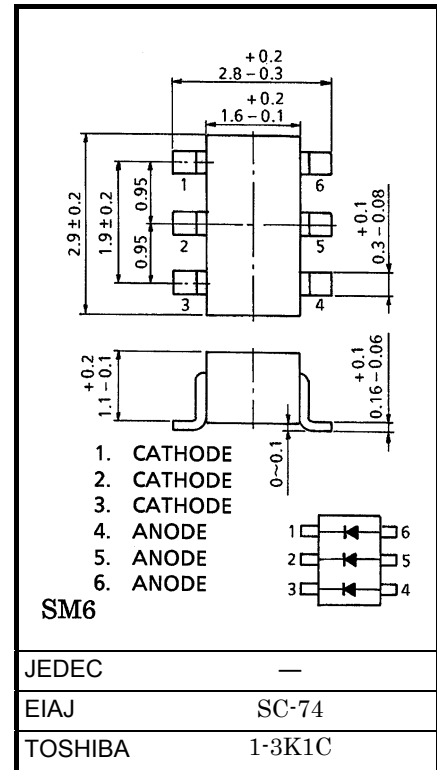 +0.2
2.8-0.3
+0.2
1.6-0.1
1
6
2
5
3
4
2.9±0.2
1.9±0.2
0.95
0.95
+0.1
0.3-0.08
+0.2
1.1-0.1
0~0.1
+0.1
0.16-0.06
1. CATHODE
2. CATHODE
3. CATHODE
4. ANODE
5. ANODE
6. ANODE
1
6
2
5
3
4
SM6
JEDEC —
EIAJ SC-74
TOSHIBA 1-3K1C